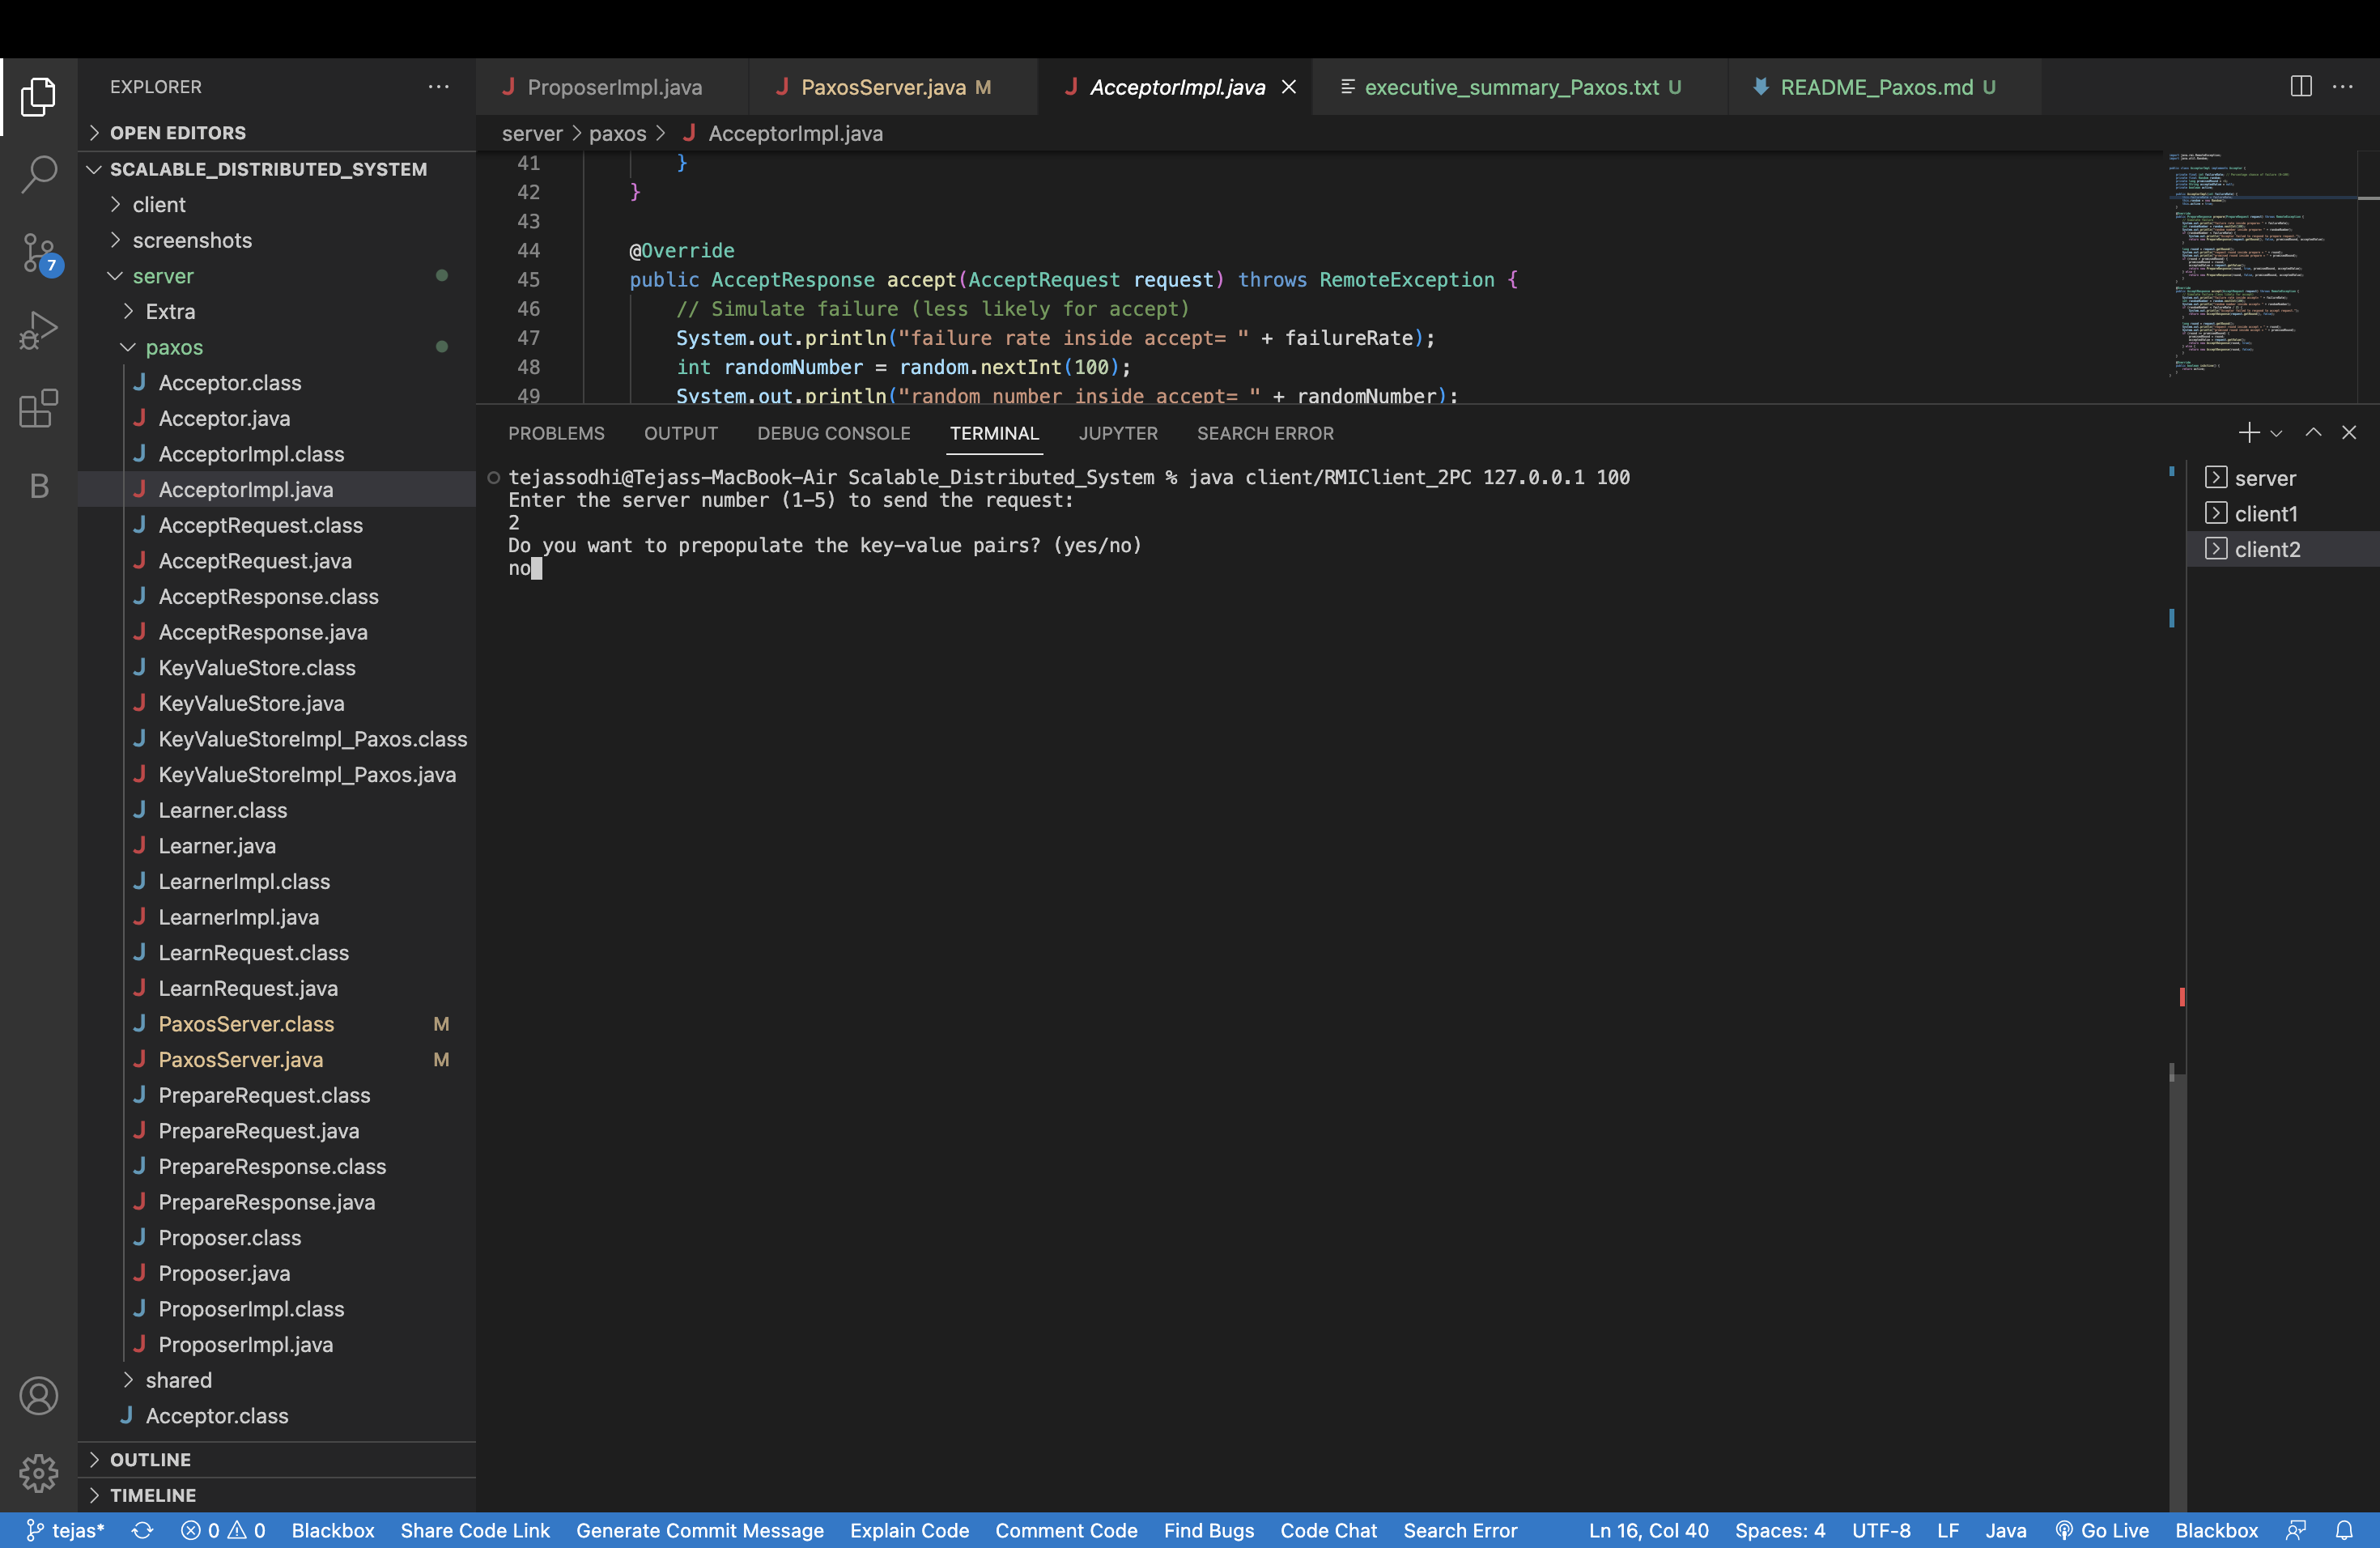 EXPLORER
OPEN EDITORS
SCALABLE_DISTRIBUTED_SYSTEM
client
screenshots
server
Extra
paxos
J Acceptor.class
J Acceptor.java
J AcceptorImpl.class
J AcceptorImpl.java
J AcceptRequest.class
J AcceptRequest.java
J AcceptResponse.class
J AcceptResponse.java
J KeyValueStore.class
J KeyValueStore.java
J KeyValueStoreImpl_Paxos.class
J KeyValueStoreImpl_Paxos.java
J Learner.class
J Learner.java
J LearnerImpl.class
J LearnerImpl.java
J LearnRequest.class
J LearnRequest.java
J PaxosServer.class M
J PaxosServer.java M
J PrepareRequest.class
J PrepareRequest.java
J PrepareResponse.class
J PrepareResponse.java
J Proposer.class
J Proposer.java
J ProposerImpl.class
J ProposerImpl.java
shared
J Acceptor.class
OUTLINE
TIMELINE
7
B
J ProposerImpl.java J PaxosServer.java M J AcceptorImpl.java executive_summary_Paxos.txt U README_Paxos.md U
server > paxos > J AcceptorImpl.java
41 }
42 }
43
44 @Override
45 public AcceptResponse accept(AcceptRequest request) throws RemoteException {
46 // Simulate failure (less likely for accept)
47 System.out.println("failure rate inside accept= " + failureRate);
48 int randomNumber = random.nextInt(100);
49 System.out.println("random number inside accept= " + randomNumber);
PROBLEMS OUTPUT DEBUG CONSOLE TERMINAL JUPYTER SEARCH ERROR
tejassodhi@Tejass-MacBook-Air Scalable_Distributed_System % java client/RMIClient_2PC 127.0.0.1 100
Enter the server number (1-5) to send the request:
2
Do you want to prepopulate the key-value pairs? (yes/no)
no
server
client1
client2
tejas* 0 0 Blackbox Share Code Link Generate Commit Message Explain Code Comment Code Find Bugs Code Chat Search Error Ln 16, Col 40 Spaces: 4 UTF-8 LF Java Go Live Blackbox